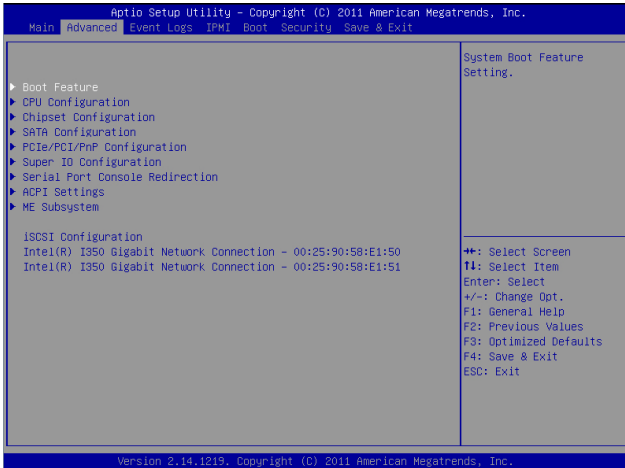 Aptio Setup Utility – Copyright (C) 2011 American Megatrends, Inc.
Main Advanced Event Logs IPMI Boot Security Save & Exit
▶ Boot Feature
▶ CPU Configuration
▶ Chipset Configuration
▶ SATA Configuration
▶ PCIe/PCI/PnP Configuration
▶ Super IO Configuration
▶ Serial Port Console Redirection
▶ ACPI Settings
▶ ME Subsystem
iSCSI Configuration
Intel(R) I350 Gigabit Network Connection – 00:25:90:58:E1:50
Intel(R) I350 Gigabit Network Connection – 00:25:90:58:E1:51
System Boot Feature
Setting.
→←: Select Screen
↑↓: Select Item
Enter: Select
+/-: Change Opt.
F1: General Help
F2: Previous Values
F3: Optimized Defaults
F4: Save & Exit
ESC: Exit
Version 2.14.1219. Copyright (C) 2011 American Megatrends, Inc.